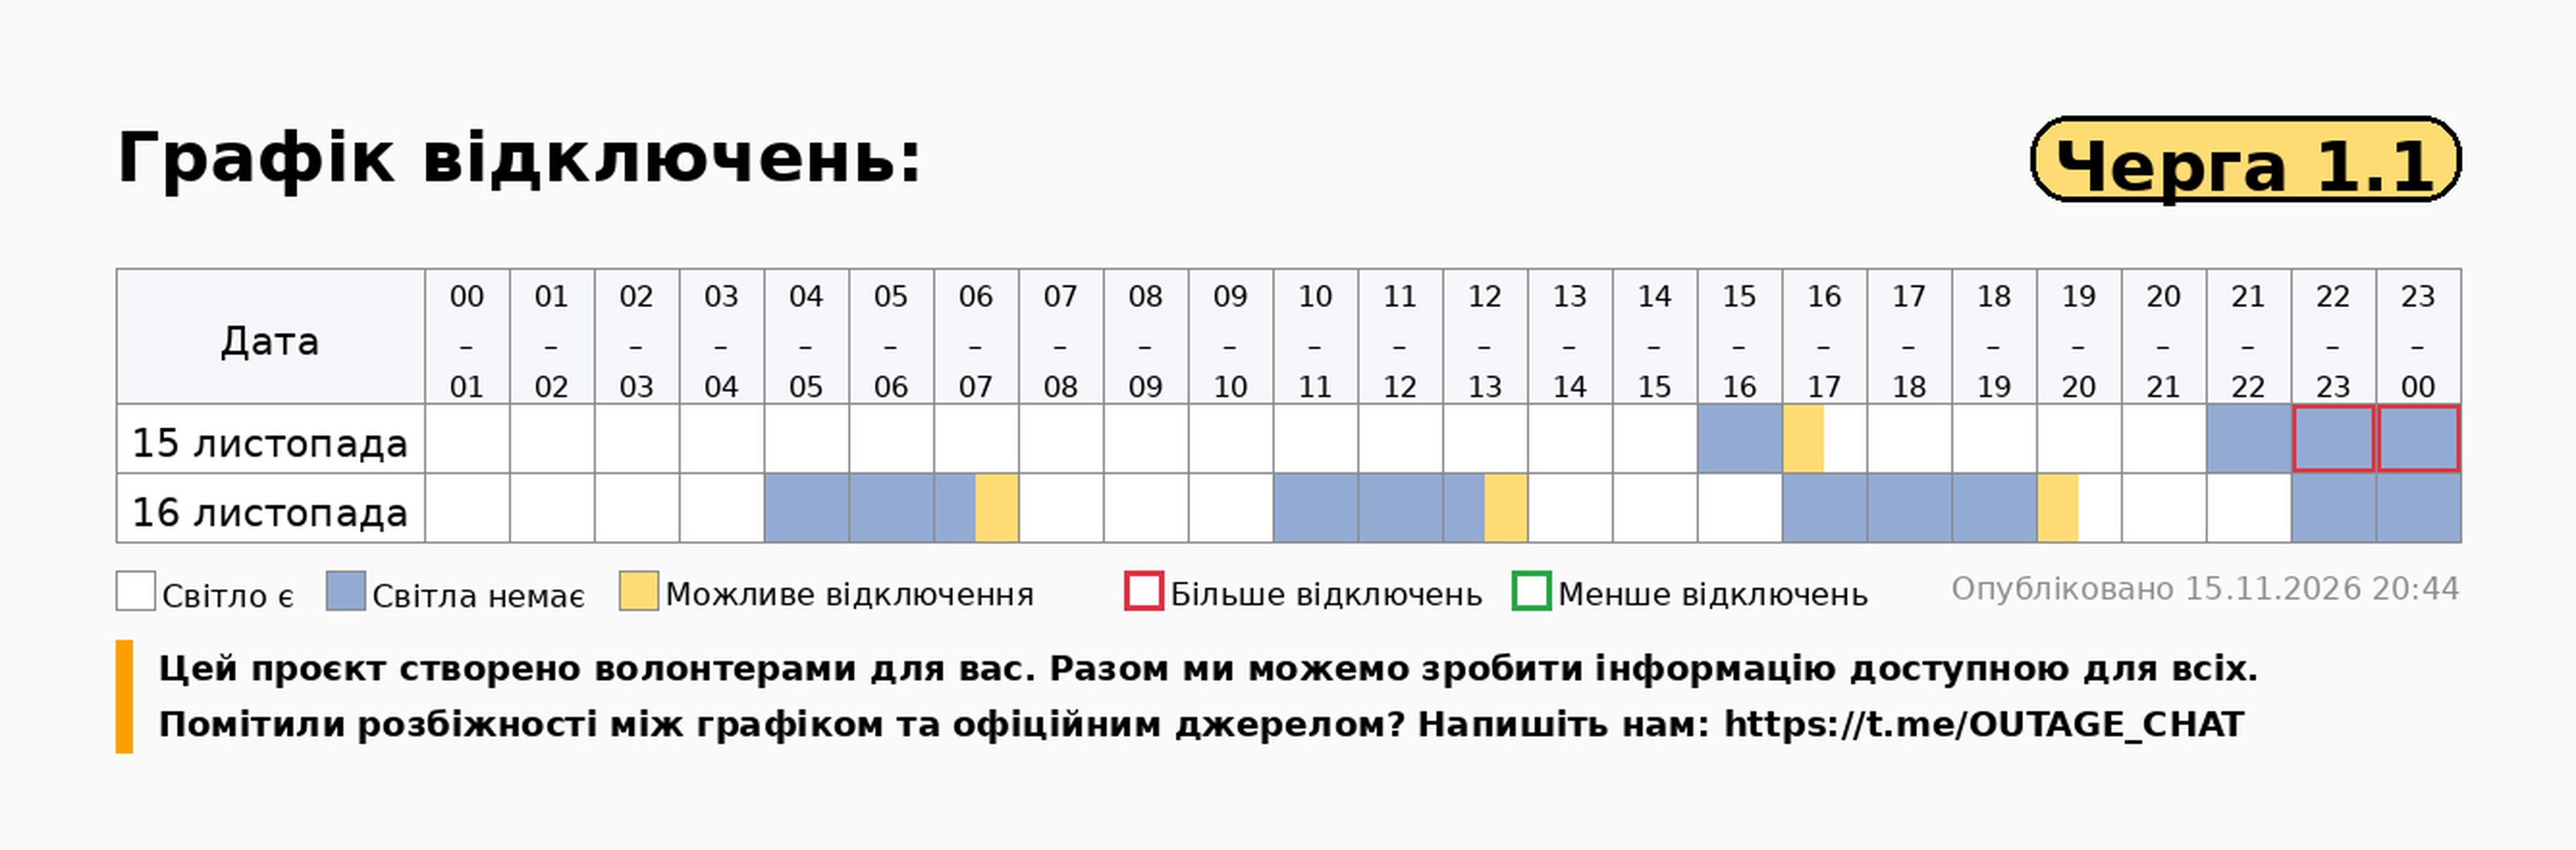 Графік відключень:
Черга 1.1
Дата
00 – 01
01 – 02
02 – 03
03 – 04
04 – 05
05 – 06
06 – 07
07 – 08
08 – 09
09 – 10
10 – 11
11 – 12
12 – 13
13 – 14
14 – 15
15 – 16
16 – 17
17 – 18
18 – 19
19 – 20
20 – 21
21 – 22
22 – 23
23 – 00
15 листопада
16 листопада
Світло є
Світла немає
Можливе відключення
Більше відключень
Менше відключень
Опубліковано 15.11.2026 20:44
Цей проєкт створено волонтерами для вас. Разом ми можемо зробити інформацію доступною для всіх.
Помітили розбіжності між графіком та офіційним джерелом? Напишіть нам: https://t.me/OUTAGE_CHAT